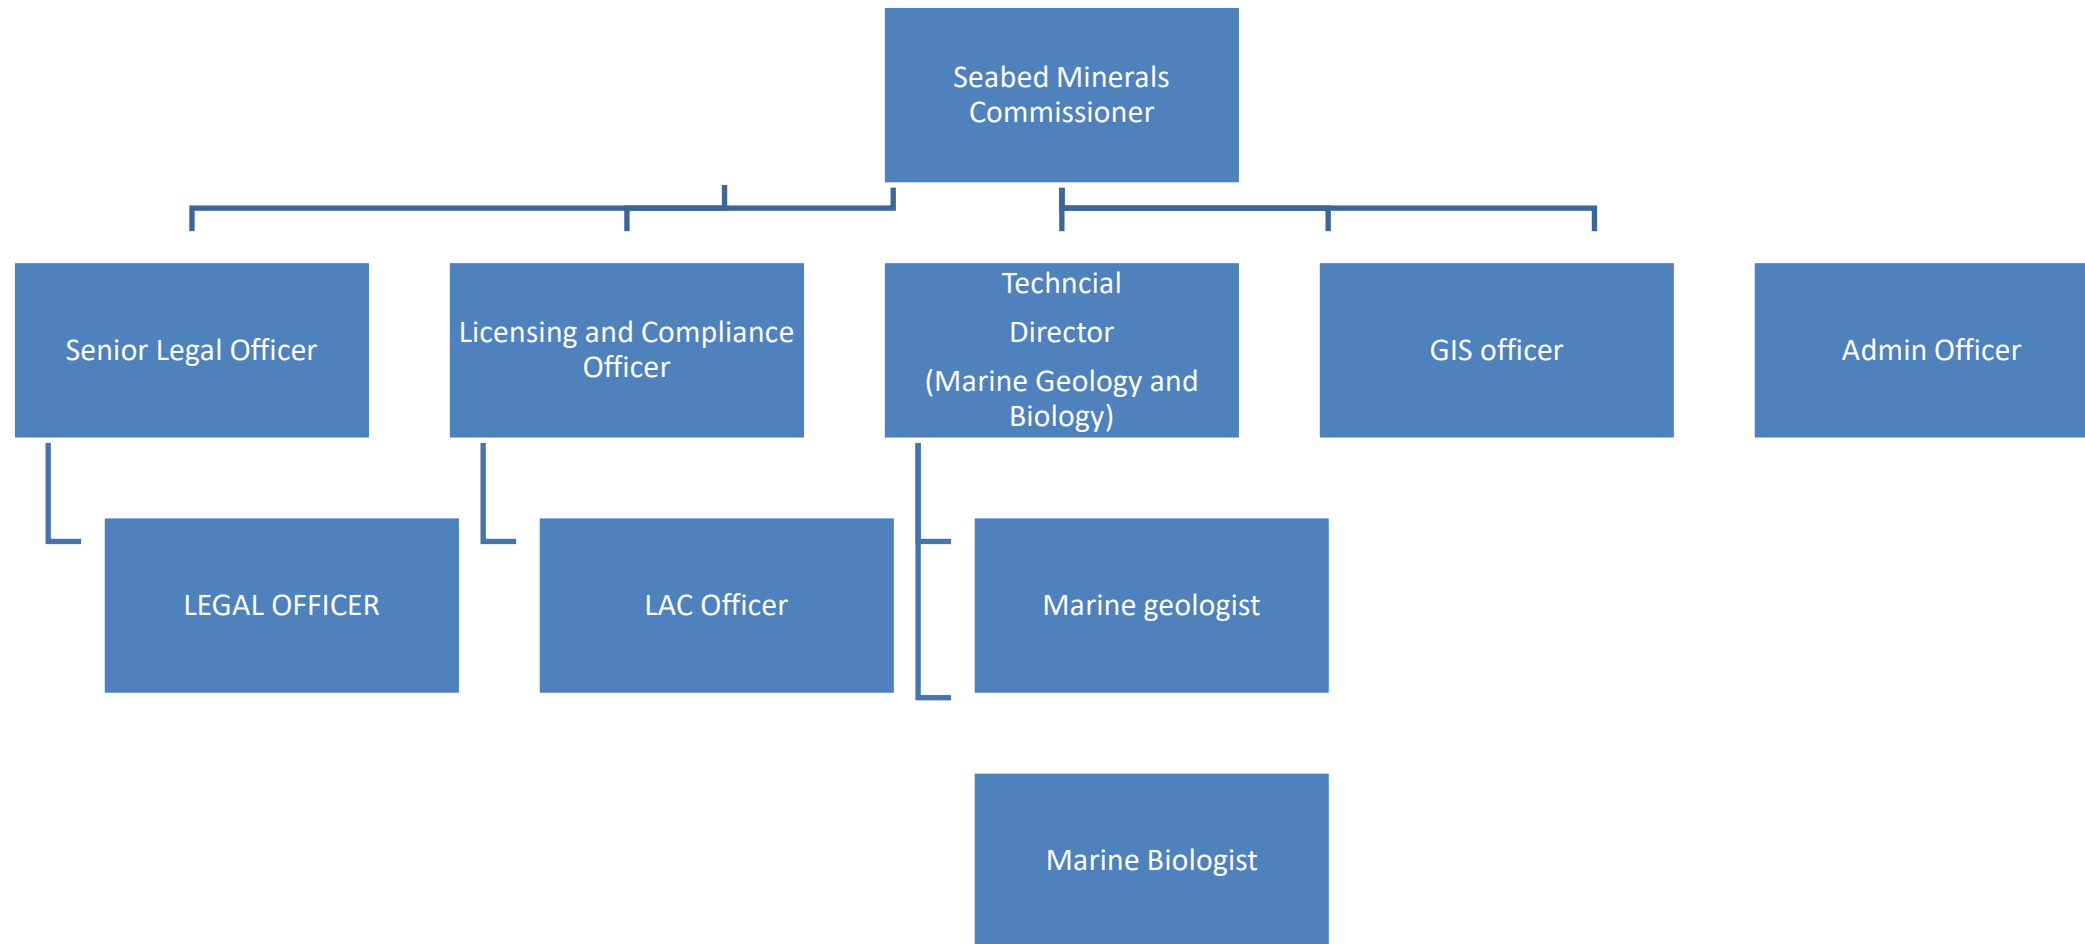 Seabed Minerals
Commissioner
Senior Legal Officer
Licensing and Compliance
Officer
Techncial
Director
(Marine Geology and
Biology)
GIS officer
Admin Officer
LEGAL OFFICER
LAC Officer
Marine geologist
Marine Biologist